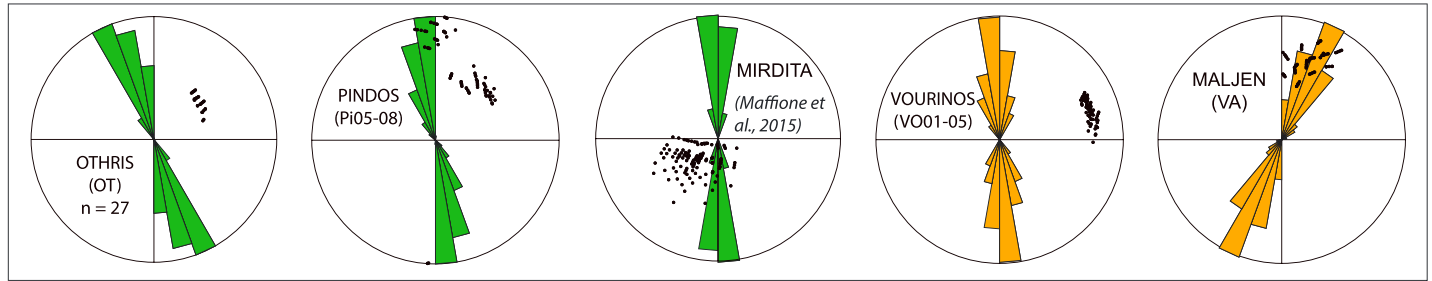 OTHRIS
(OT)
n = 27
PINDOS
(Pi05-08)
MIRDITA
(Maffione et
al., 2015)
VOURINOS
(VO01-05)
MALJEN
(VA)